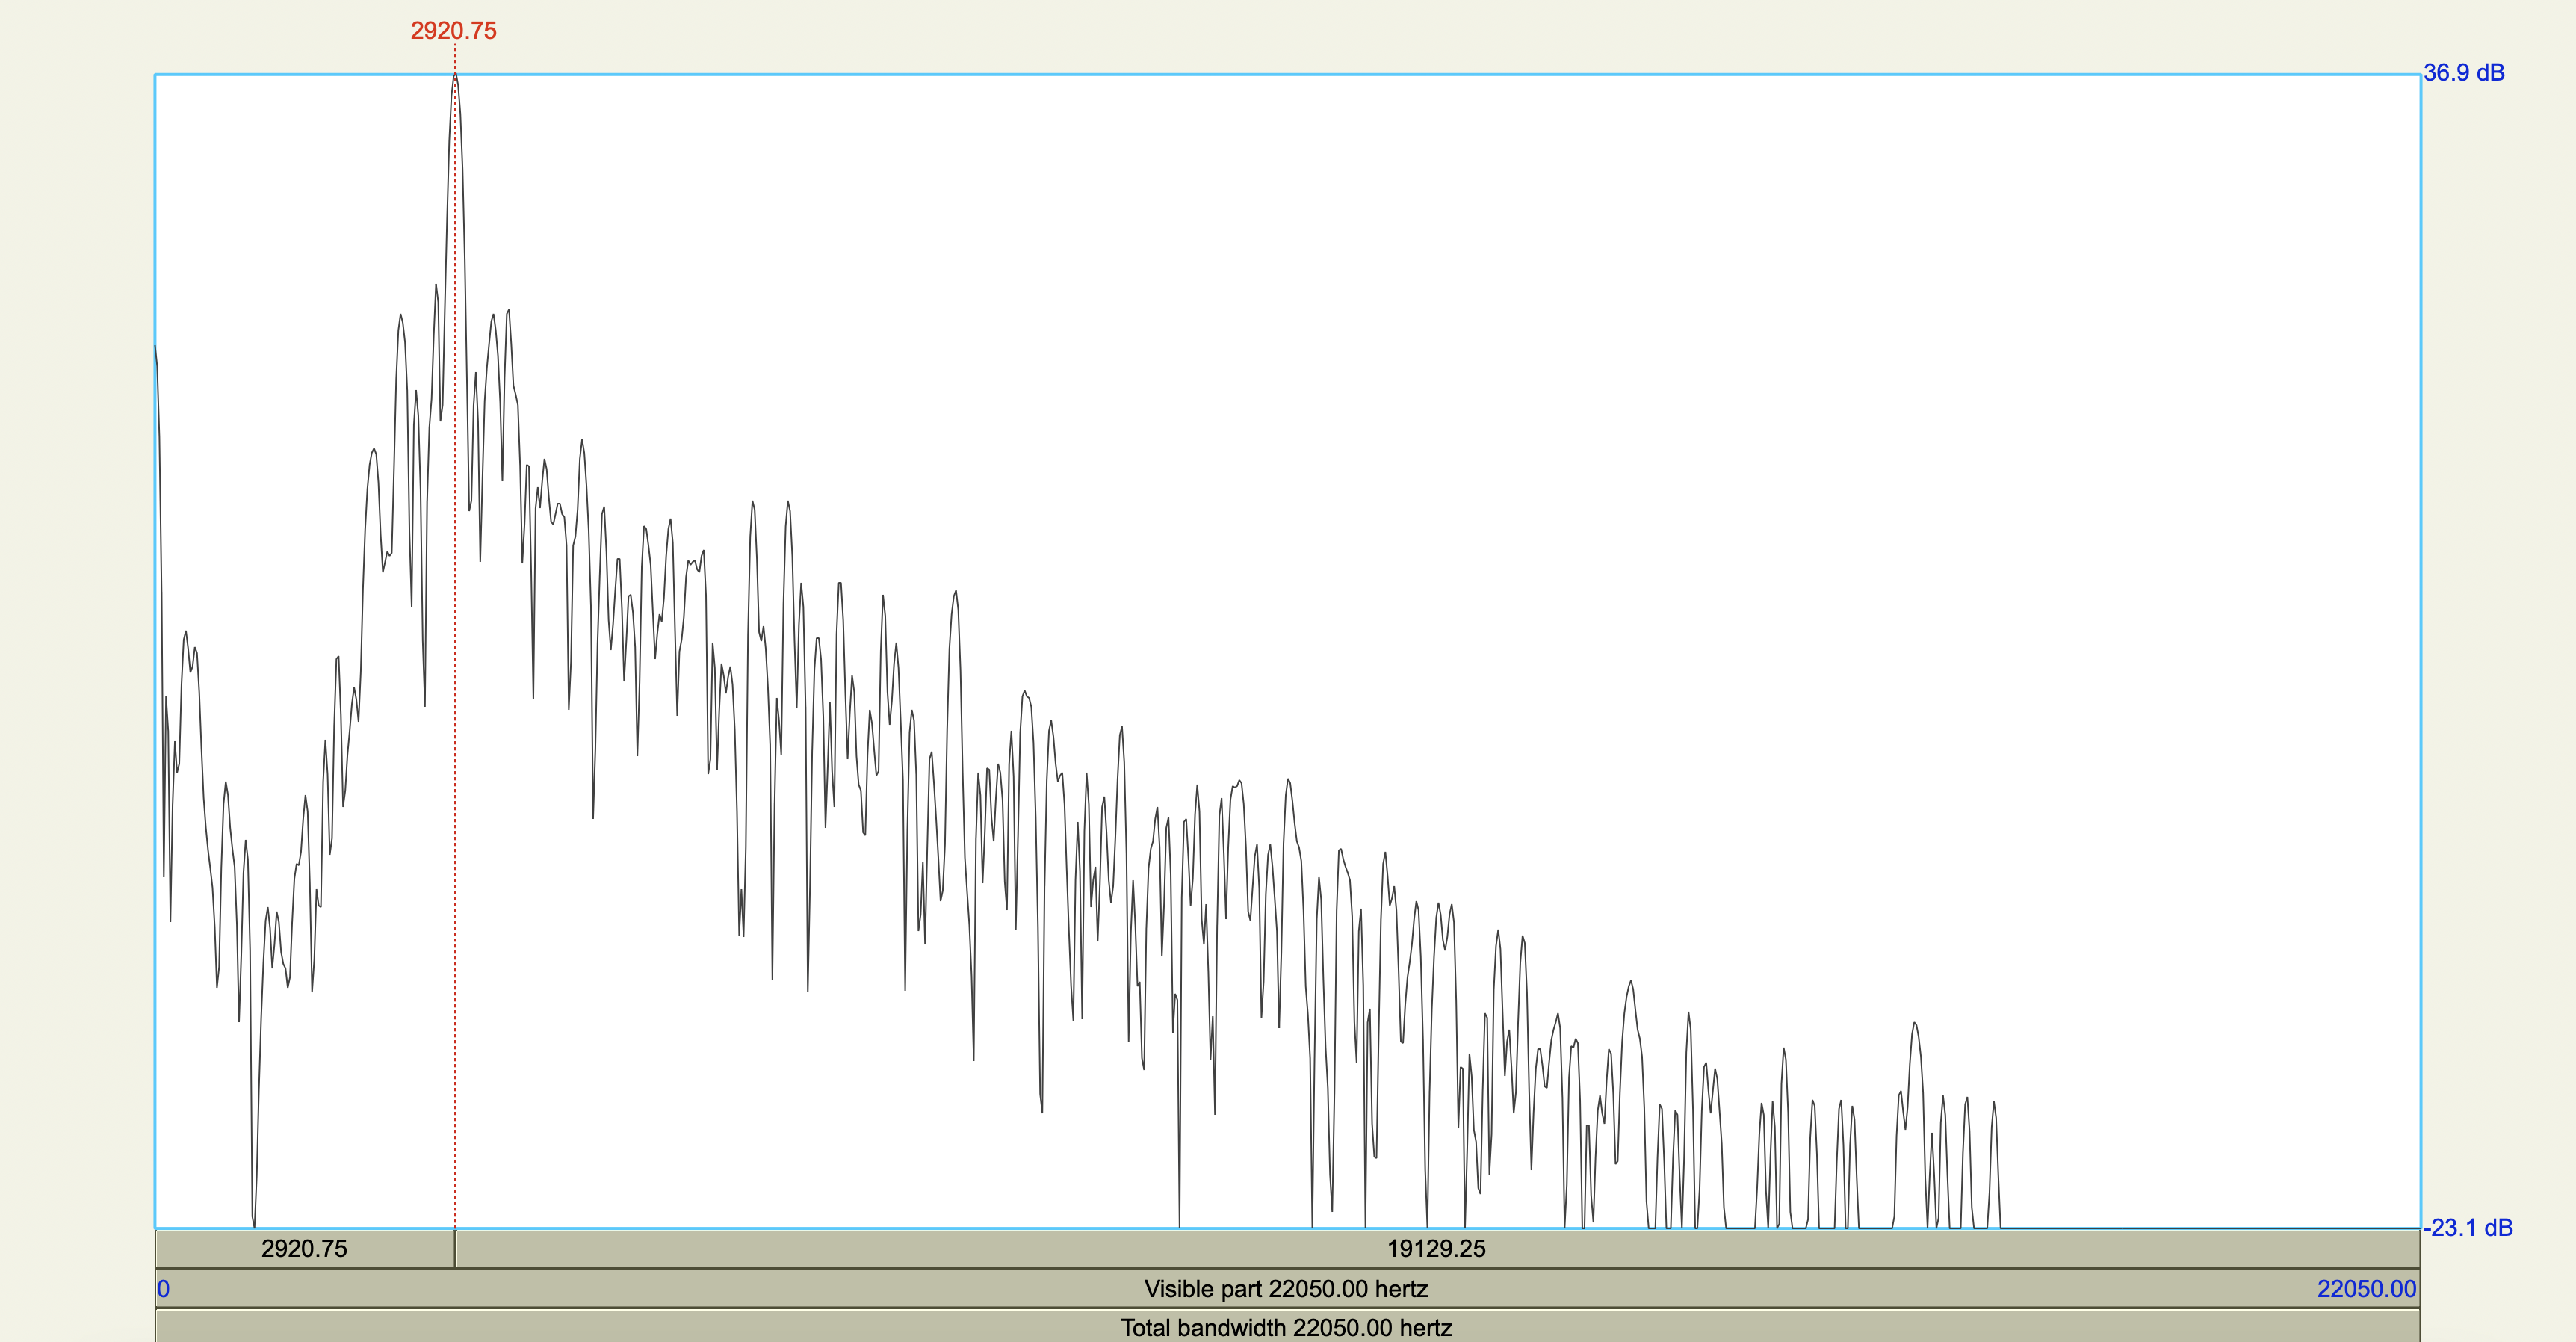 2920.75
36.9 dB
-23.1 dB
2920.75 19129.25
0 Visible part 22050.00 hertz 22050.00
Total bandwidth 22050.00 hertz